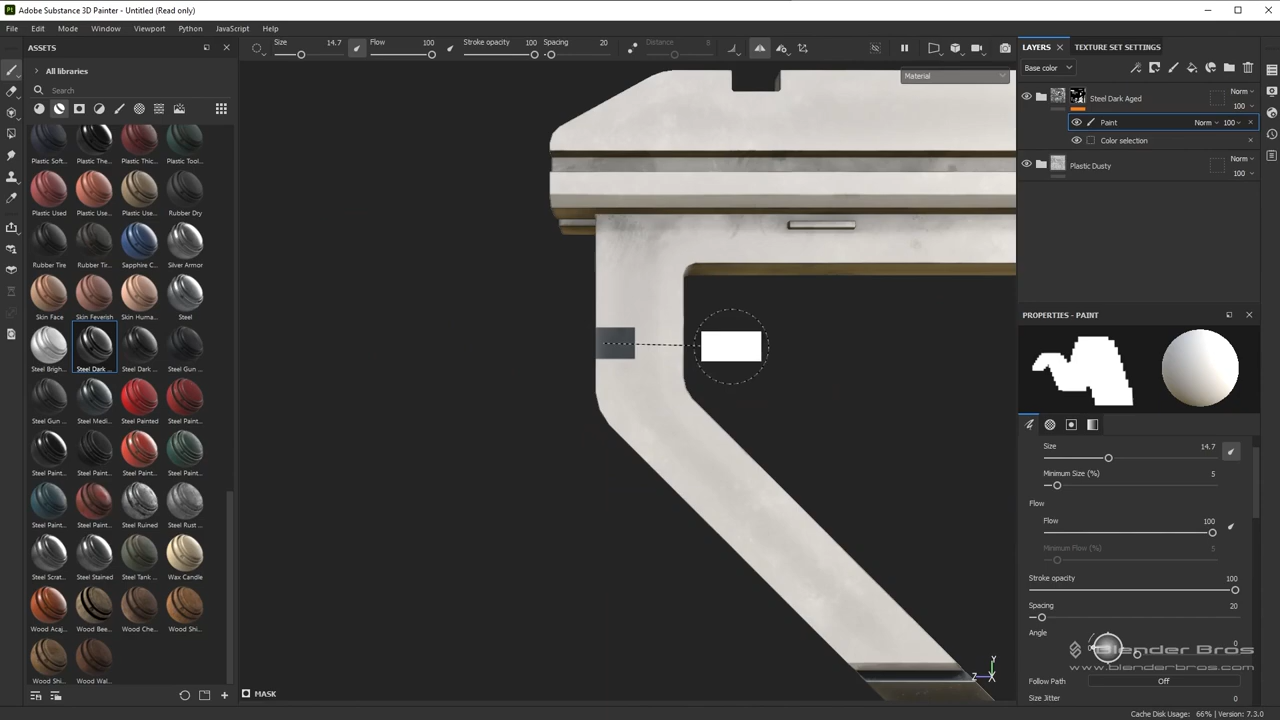 Adobe Substance 3D Painter - Untitled (Read only)
File Edit Mode Window Viewport Python JavaScript Help
ASSETS
Size 14.7 Flow 100 Stroke opacity 100 Spacing 20 Distance 8
LAYERS TEXTURE SET SETTINGS
All libraries
Base color
Material
Search
Steel Dark Aged Norm 100
Paint Norm 100
Color selection
Plastic Dusty Norm 100
Plastic Soft... Plastic The... Plastic Thic... Plastic Tool...
Plastic Used Plastic Use... Plastic Use... Rubber Dry
Rubber Tire Rubber Tir... Sapphire C... Silver Armor
Skin Face Skin Feverish Skin Huma... Steel
Steel Brigh... Steel Dark ... Steel Dark ... Steel Gun ...
Steel Gun ... Steel Medi... Steel Painted Steel Paint...
Steel Paint... Steel Paint... Steel Paint... Steel Paint...
Steel Paint... Steel Paint... Steel Ruined Steel Rust ...
Steel Scrat... Steel Stained Steel Tank ... Wax Candle
Wood Acaj... Wood Bee... Wood Che... Wood Shi...
Wood Shi... Wood Wal...
MASK
Y
Z X
PROPERTIES - PAINT
Size 14.7
Minimum Size (%) 5
Flow
Flow 100
Minimum Flow (%) 5
Stroke opacity 100
Spacing 20
Angle 0
Blender Bros
www.blenderbros.com
Follow Path Off
Size Jitter 0
Cache Disk Usage: 66% | Version: 7.3.0